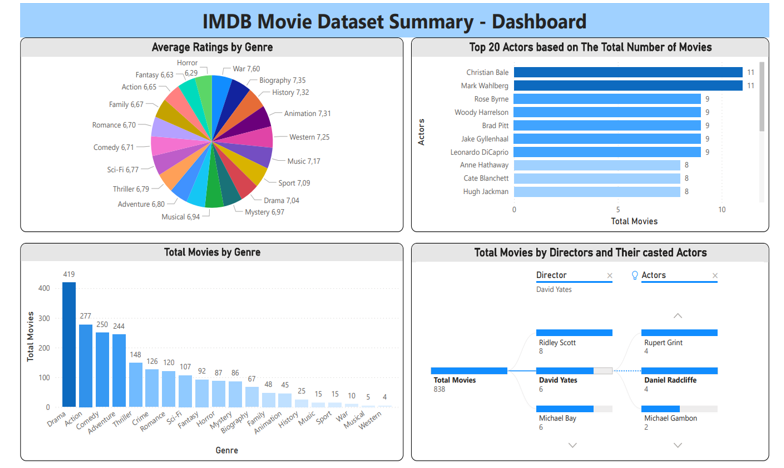 IMDB Movie Dataset Summary - Dashboard
Average Ratings by Genre
Horror
6,29
War 7,60
Biography 7,35
History 7,32
Animation 7,31
Western 7,25
Music 7,17
Sport 7,09
Drama 7,04
Mystery 6,97
Musical 6,94
Adventure 6,80
Thriller 6,79
Sci-Fi 6,77
Comedy 6,71
Romance 6,70
Family 6,67
Action 6,65
Fantasy 6,63
Top 20 Actors based on The Total Number of Movies
Actors
Christian Bale 11
Mark Wahlberg 11
Rose Byrne 9
Woody Harrelson 9
Brad Pitt 9
Jake Gyllenhaal 9
Leonardo DiCaprio 9
Anne Hathaway 8
Cate Blanchett 8
Hugh Jackman 8
0 5 10
Total Movies
Total Movies by Genre
Total Movies
400
300
200
100
0
419 277 250 244 148 126 120 107 92 87 86 67 48 45 25 15 15 10 5 4
Drama Action Comedy Adventure Thriller Crime Romance Sci-Fi Fantasy Horror Mystery Biography Family Animation History Music Sport War Musical Western
Genre
Total Movies by Directors and Their casted Actors
Director Actors
David Yates
Ridley Scott
8
Rupert Grint
4
Total Movies
838
David Yates
6
Daniel Radcliffe
4
Michael Bay
6
Michael Gambon
2